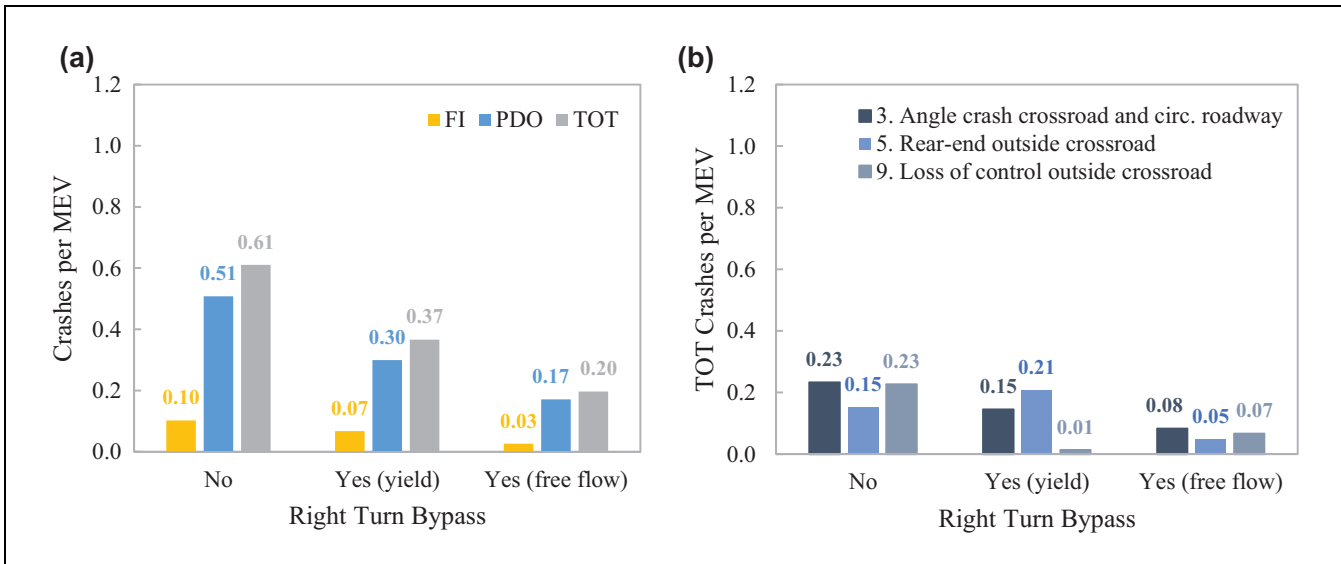 (a)
1.2
1.0
0.8
0.6
0.4
0.2
0.0
Crashes per MEV
FI PDO TOT
0.10 0.51 0.61
0.07 0.30 0.37
0.03 0.17 0.20
No Yes (yield) Yes (free flow)
Right Turn Bypass
(b)
1.2
1.0
0.8
0.6
0.4
0.2
0.0
TOT Crashes per MEV
3. Angle crash crossroad and circ. roadway
5. Rear-end outside crossroad
9. Loss of control outside crossroad
0.23 0.15 0.23
0.15 0.21 0.01
0.08 0.05 0.07
No Yes (yield) Yes (free flow)
Right Turn Bypass